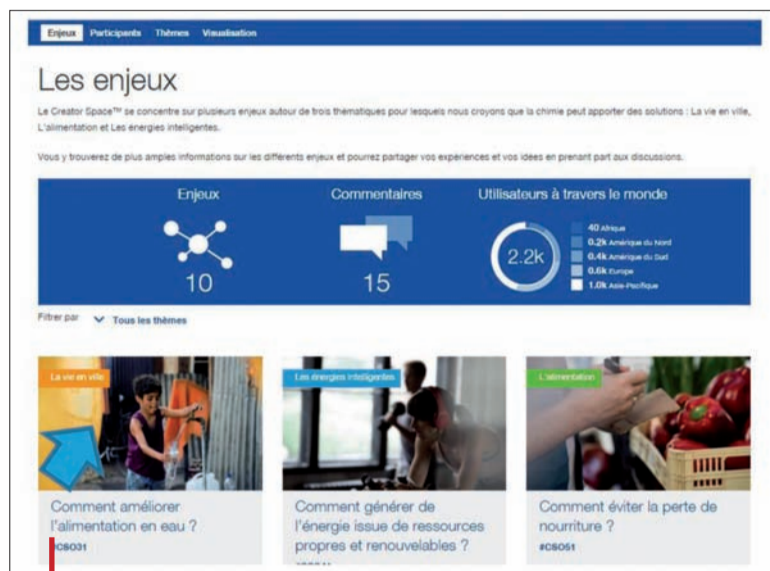 Enjeux Participants Thèmes Visualisation
Les enjeux
Le Creator Space™ se concentre sur plusieurs enjeux autour de trois thématiques pour lesquels nous croyons que la chimie peut apporter des solutions : La vie en ville,
L'alimentation et Les énergies intelligentes.
Vous y trouverez de plus amples informations sur les différents enjeux et pourrez partager vos expériences et vos idées en prenant part aux discussions.
Enjeux Commentaires Utilisateurs à travers le monde
10 15 2.2k
40 Afrique
0.2k Amérique du Nord
0.4k Amérique du Sud
0.6k Europe
1.0k Asie-Pacifique
Filtrer par Tous les thèmes
La vie en ville Les énergies intelligentes L'alimentation
Comment améliorer
l'alimentation en eau ?
#CSO31
Comment générer de
l'énergie issue de ressources
propres et renouvelables ?
Comment éviter la perte de
nourriture ?
#CSO51